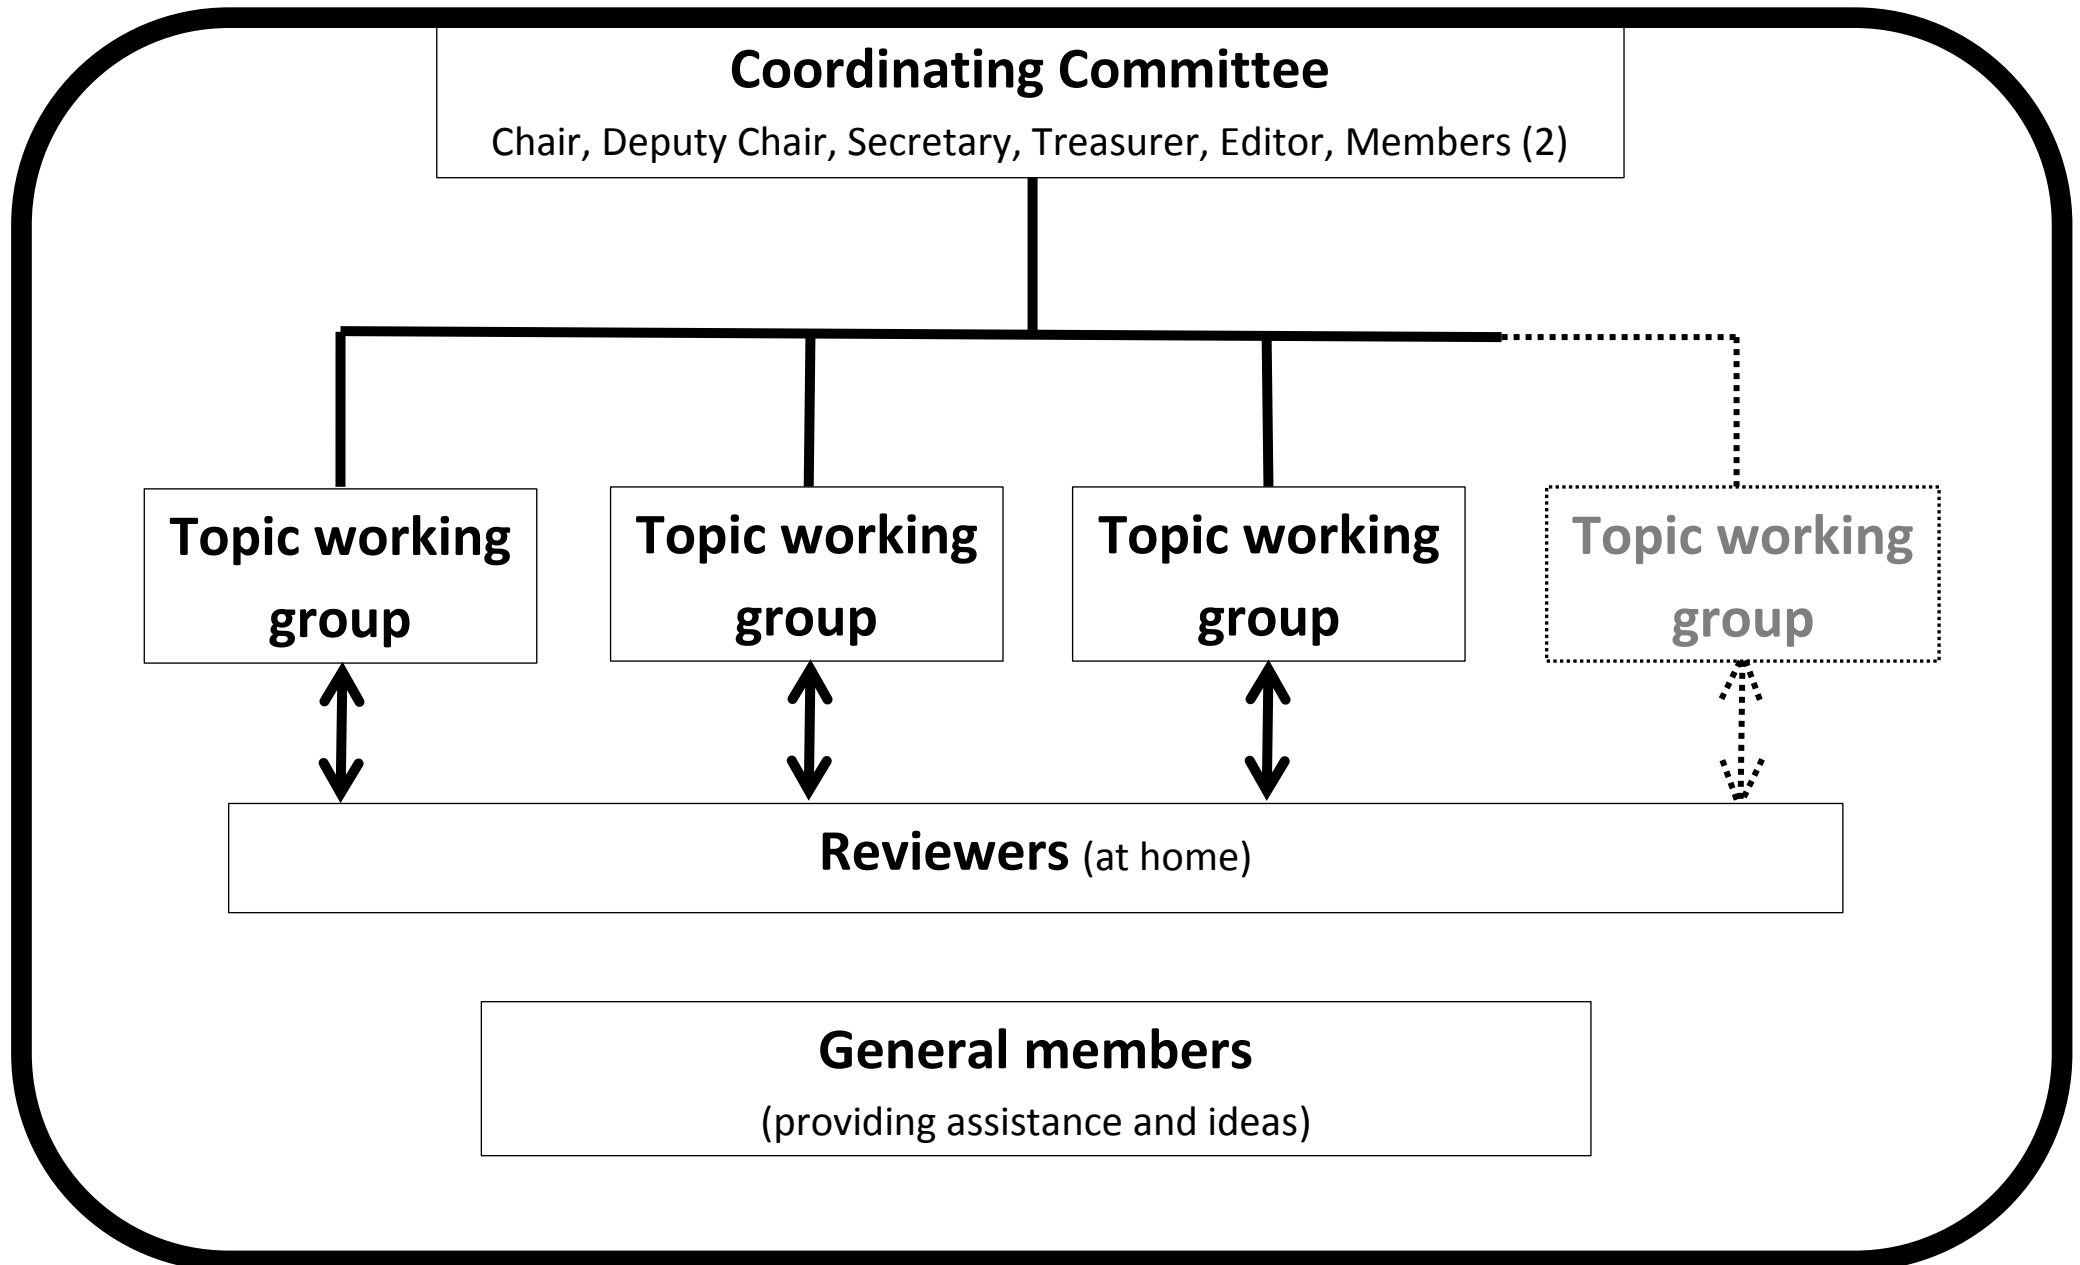 Coordinating Committee
Chair, Deputy Chair, Secretary, Treasurer, Editor, Members (2)
Topic working
group
Topic working
group
Topic working
group
Topic working
group
Reviewers (at home)
General members
(providing assistance and ideas)